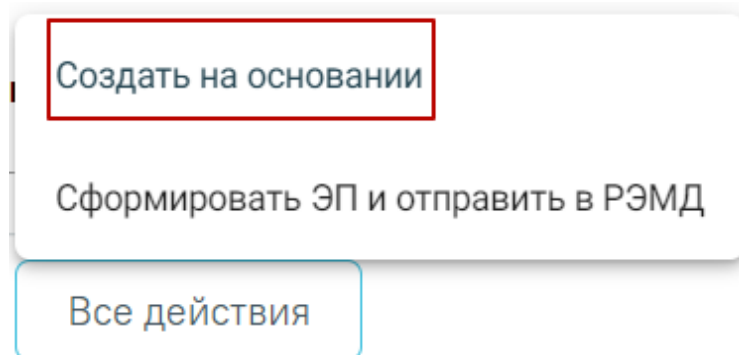 Создать на основании
Сформировать ЭП и отправить в РЭМД
Все действия